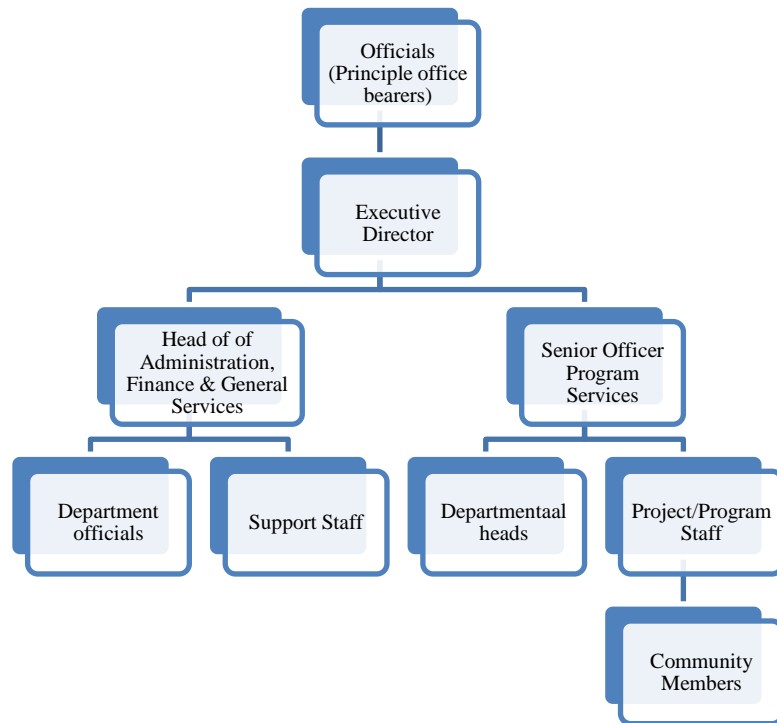 Officials
(Principle office
bearers)
Executive
Director
Head of of
Administration,
Finance & General
Services
Senior Officer
Program
Services
Department
officials
Support Staff
Departmentaal
heads
Project/Program
Staff
Community
Members